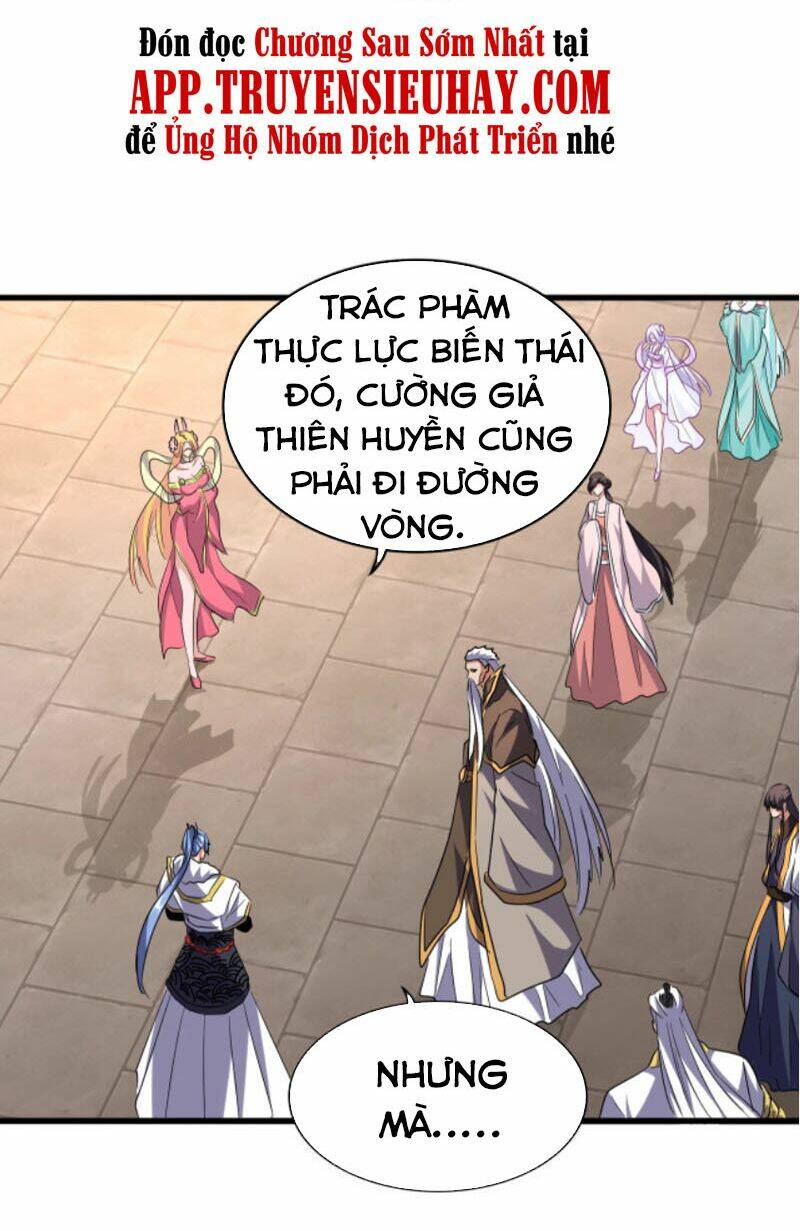 Đón đọc Chương Sau Sớm Nhất tại
APP.TRUYENSIEUHAY.COM
để Ủng Hộ Nhóm Dịch Phát Triển nhé
TRÁC PHÀM
THỰC LỰC BIẾN THÁI
ĐÓ, CƯỜNG GIẢ
THIÊN HUYỀN CŨNG
PHẢI ĐI ĐƯỜNG
VÒNG.
NHƯNG
MÀ.....